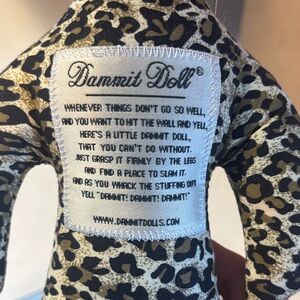 Dammit Doll®
WHENEVER THINGS DON'T GO SO WELL,
AND YOU WANT TO HIT THE WALL AND YELL,
HERE'S A LITTLE DAMMIT DOLL,
THAT YOU CAN'T DO WITHOUT.
JUST GRASP IT FIRMLY BY THE LEGS
AND FIND A PLACE TO SLAM IT.
AND AS YOU WHACK THE STUFFING OUT,
YELL "DAMMIT! DAMMIT! DAMMIT!"
WWW.DAMMITDOLLS.COM